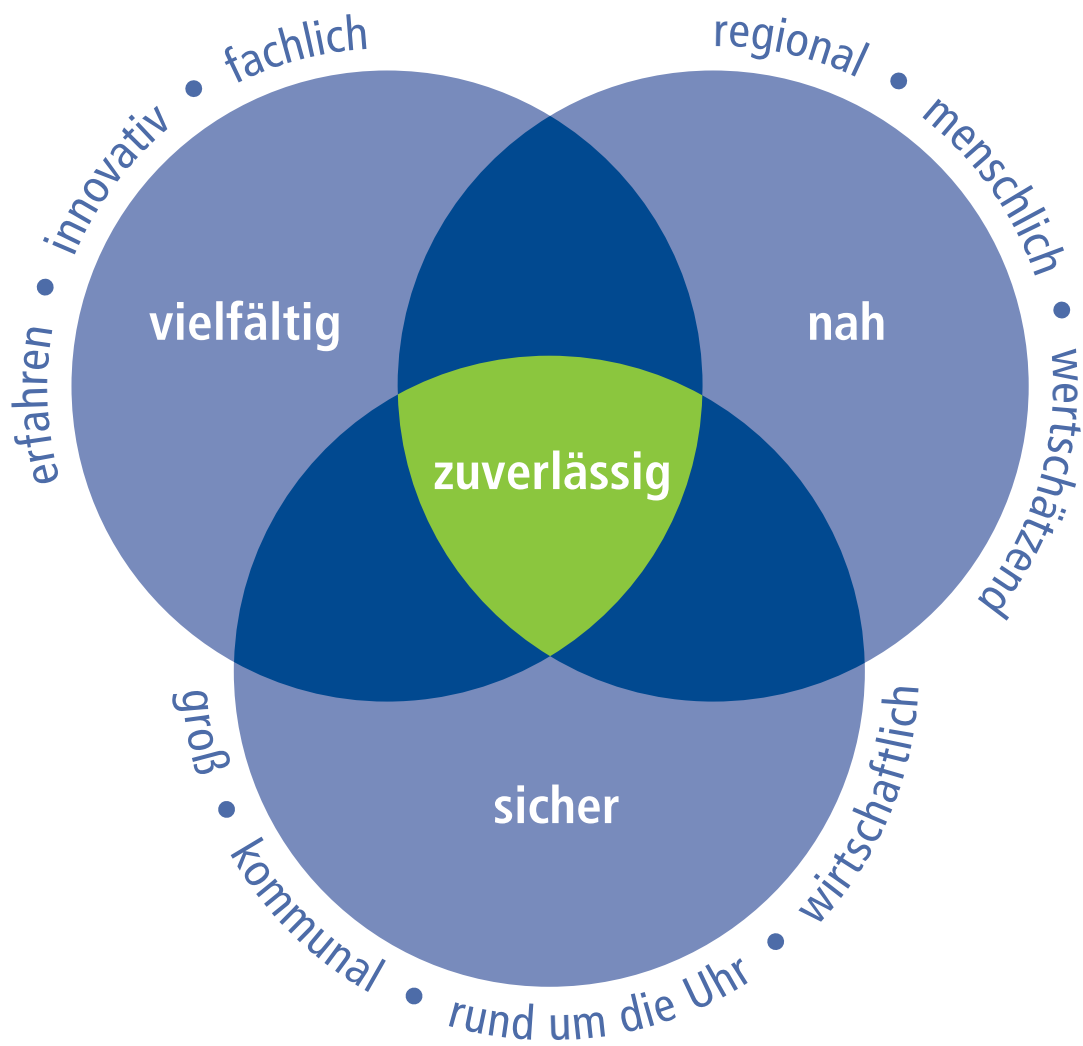 erfahren • innovativ • fachlich
regional • menschlich • wertschätzend
vielfältig
nah
zuverlässig
sicher
groß • kommunal • rund um die Uhr • wirtschaftlich